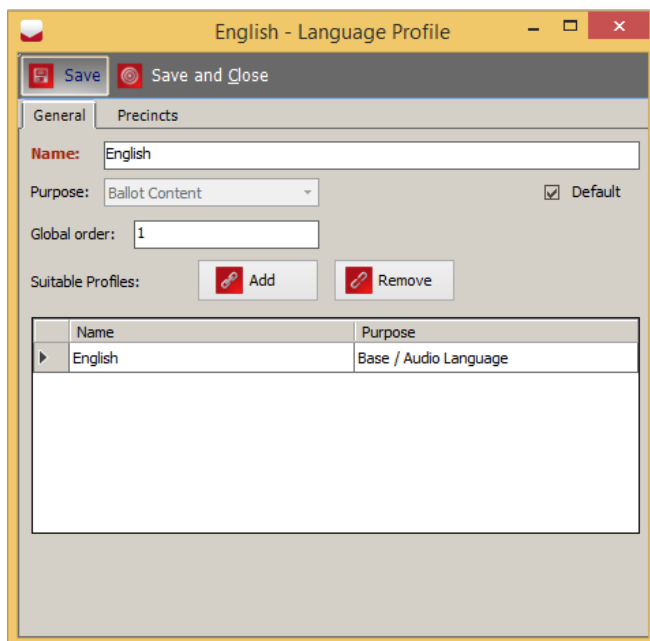 English - Language Profile
Save Save and Close
General Precincts
Name: English
Purpose: Ballot Content Default
Global order: 1
Suitable Profiles: Add Remove
Name Purpose
English Base / Audio Language